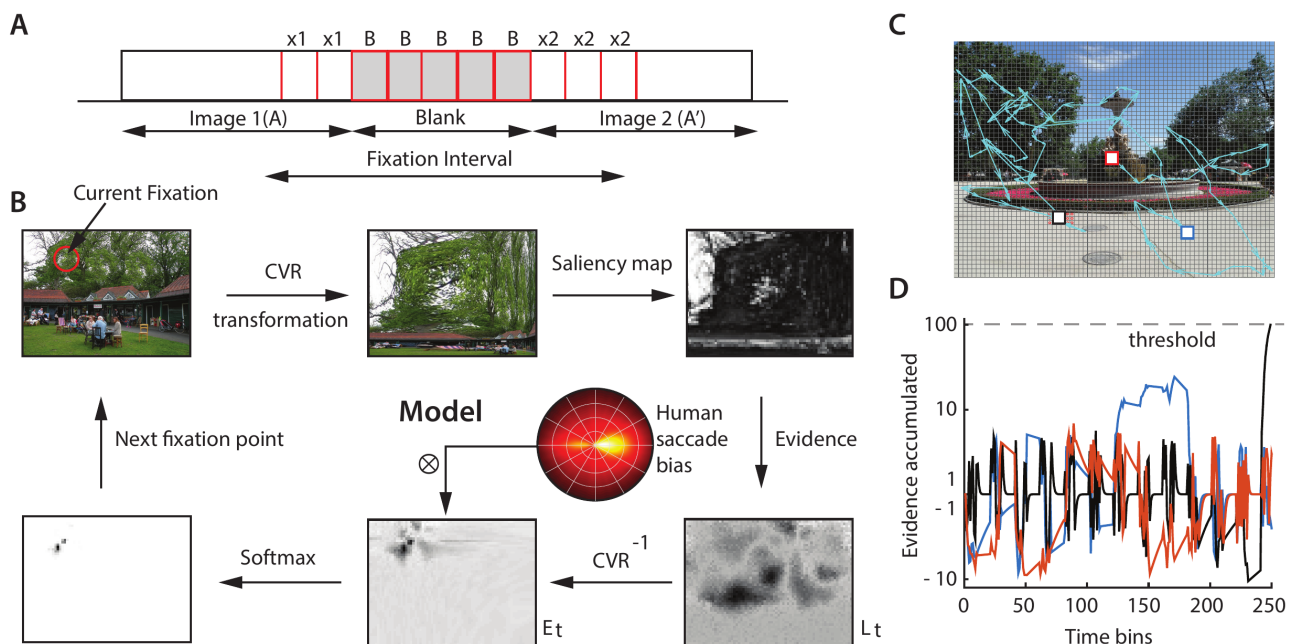 A
x1 x1 B B B B B x2 x2 x2
Image 1(A) Blank Image 2 (A’)
Fixation Interval
B
Current Fixation
CVR
transformation
Saliency map
Model
Human
saccade
bias
Evidence
Next fixation point
⊗
Softmax
CVR-1
Et
Lt
C
D
100
threshold
10
1
- 1
- 10
Evidence accumulated
0 50 100 150 200 250
Time bins